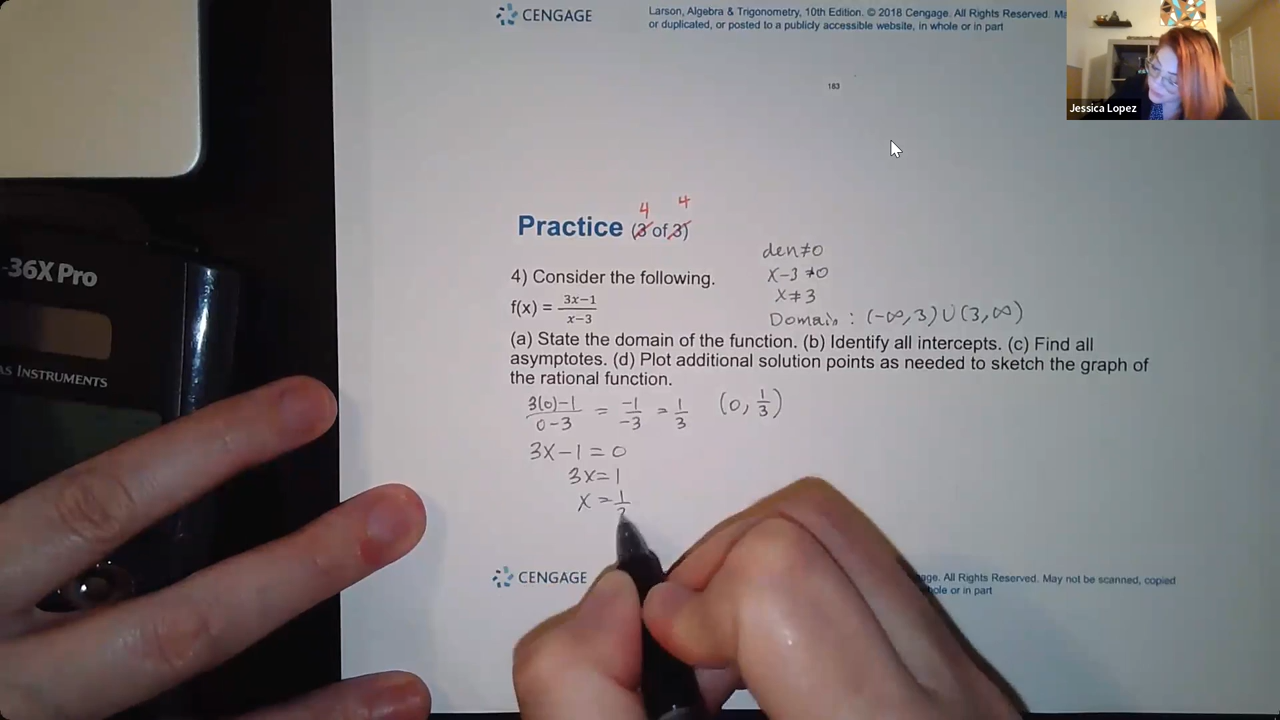 CENGAGE
Larson, Algebra & Trigonometry, 10th Edition. © 2018 Cengage. All Rights Reserved. Ma
or duplicated, or posted to a publicly accessible website, in whole or in part
Jessica Lopez
183
4 4
Practice (3 of 3)
den≠0
x-3≠0
x≠3
Domain : (-∞,3)∪(3,∞)
4) Consider the following.
f(x) = 3x−1 / x−3
(a) State the domain of the function. (b) Identify all intercepts. (c) Find all
asymptotes. (d) Plot additional solution points as needed to sketch the graph of
the rational function.
3(0)-1 / 0-3 = -1/-3 = 1/3 (0, 1/3)
3x-1=0
3x=1
x=1/3
CENGAGE
age. All Rights Reserved. May not be scanned, copied
hole or in part
-36X Pro
AS INSTRUMENTS